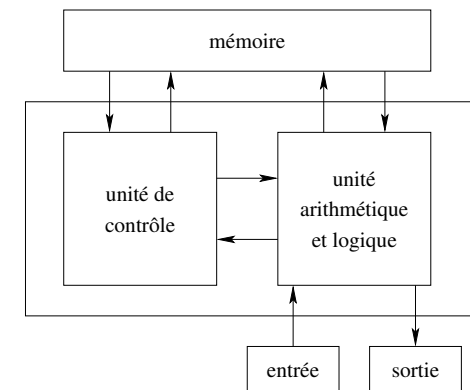 mémoire
unité de
contrôle
unité
arithmétique
et logique
entrée
sortie